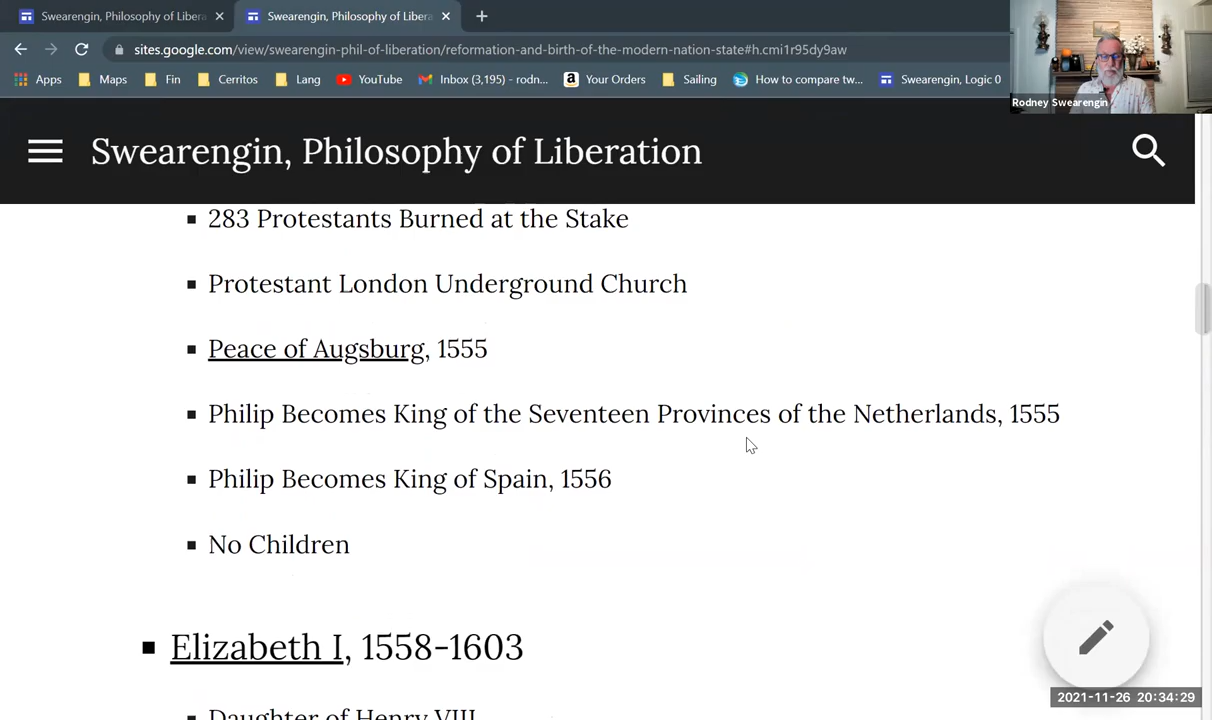 Swearengin, Philosophy of Libera
Swearengin, Philosophy of Libera
sites.google.com/view/swearengin-phil-of-liberation/reformation-and-birth-of-the-modern-nation-state#h.cmi1r95dy9aw
Apps Maps Fin Cerritos Lang YouTube Inbox (3,195) - rodn... Your Orders Sailing How to compare tw... Swearengin, Logic 0
Rodney Swearengin
Swearengin, Philosophy of Liberation
283 Protestants Burned at the Stake
Protestant London Underground Church
Peace of Augsburg, 1555
Philip Becomes King of the Seventeen Provinces of the Netherlands, 1555
Philip Becomes King of Spain, 1556
No Children
Elizabeth I, 1558-1603
Daughter of Henry VIII
2021-11-26 20:34:29